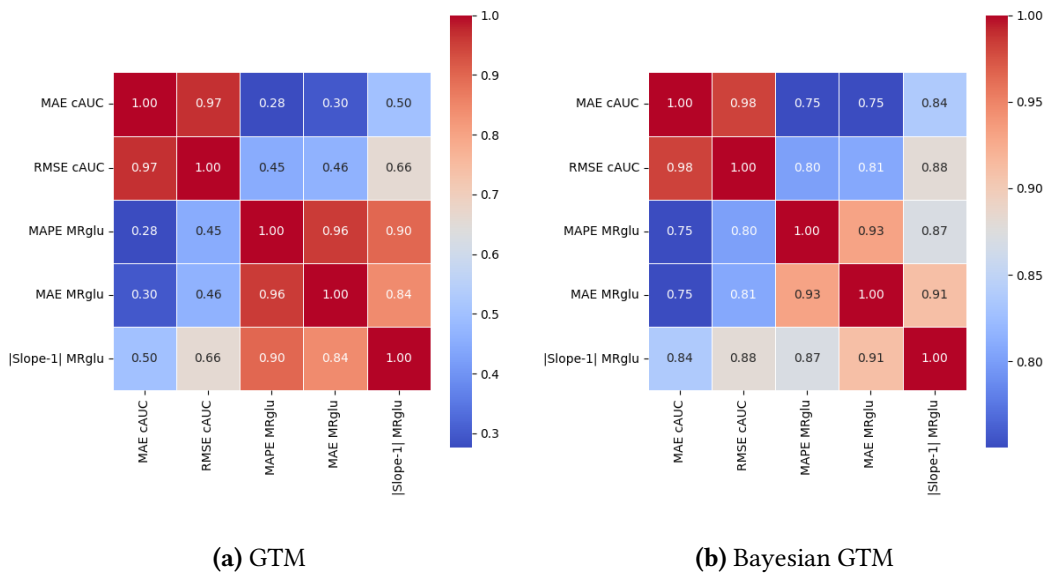 MAE cAUC 1.00 0.97 0.28 0.30 0.50
RMSE cAUC 0.97 1.00 0.45 0.46 0.66
MAPE MRglu 0.28 0.45 1.00 0.96 0.90
MAE MRglu 0.30 0.46 0.96 1.00 0.84
|Slope-1| MRglu 0.50 0.66 0.90 0.84 1.00
MAE cAUC
RMSE cAUC
MAPE MRglu
MAE MRglu
|Slope-1| MRglu
1.0
0.9
0.8
0.7
0.6
0.5
0.4
0.3
(a) GTM
MAE cAUC 1.00 0.98 0.75 0.75 0.84
RMSE cAUC 0.98 1.00 0.80 0.81 0.88
MAPE MRglu 0.75 0.80 1.00 0.93 0.87
MAE MRglu 0.75 0.81 0.93 1.00 0.91
|Slope-1| MRglu 0.84 0.88 0.87 0.91 1.00
MAE cAUC
RMSE cAUC
MAPE MRglu
MAE MRglu
|Slope-1| MRglu
1.00
0.95
0.90
0.85
0.80
(b) Bayesian GTM